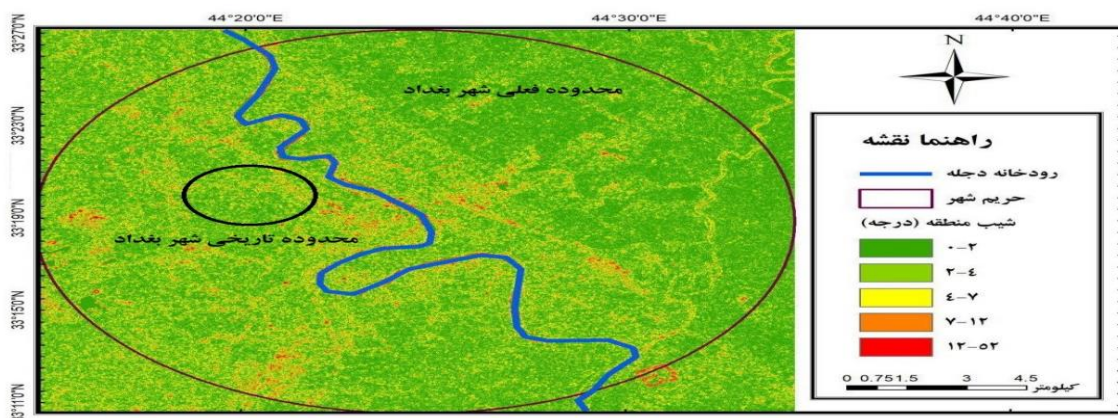 44°20'0"E
44°30'0"E
44°40'0"E
33°27'0"N
33°23'0"N
33°19'0"N
33°15'0"N
33°11'0"N
محدوده فعلی شهر بغداد
محدوده تاریخی شهر بغداد
N
راهنما نقشه
رودخانه دجله
حریم شهر
شیب منطقه (درجه)
۰-۲
۲-٤
٤-۷
۷-۱۲
۱۲-۵۲
0 0.75 1.5 3 4.5
کیلومتر